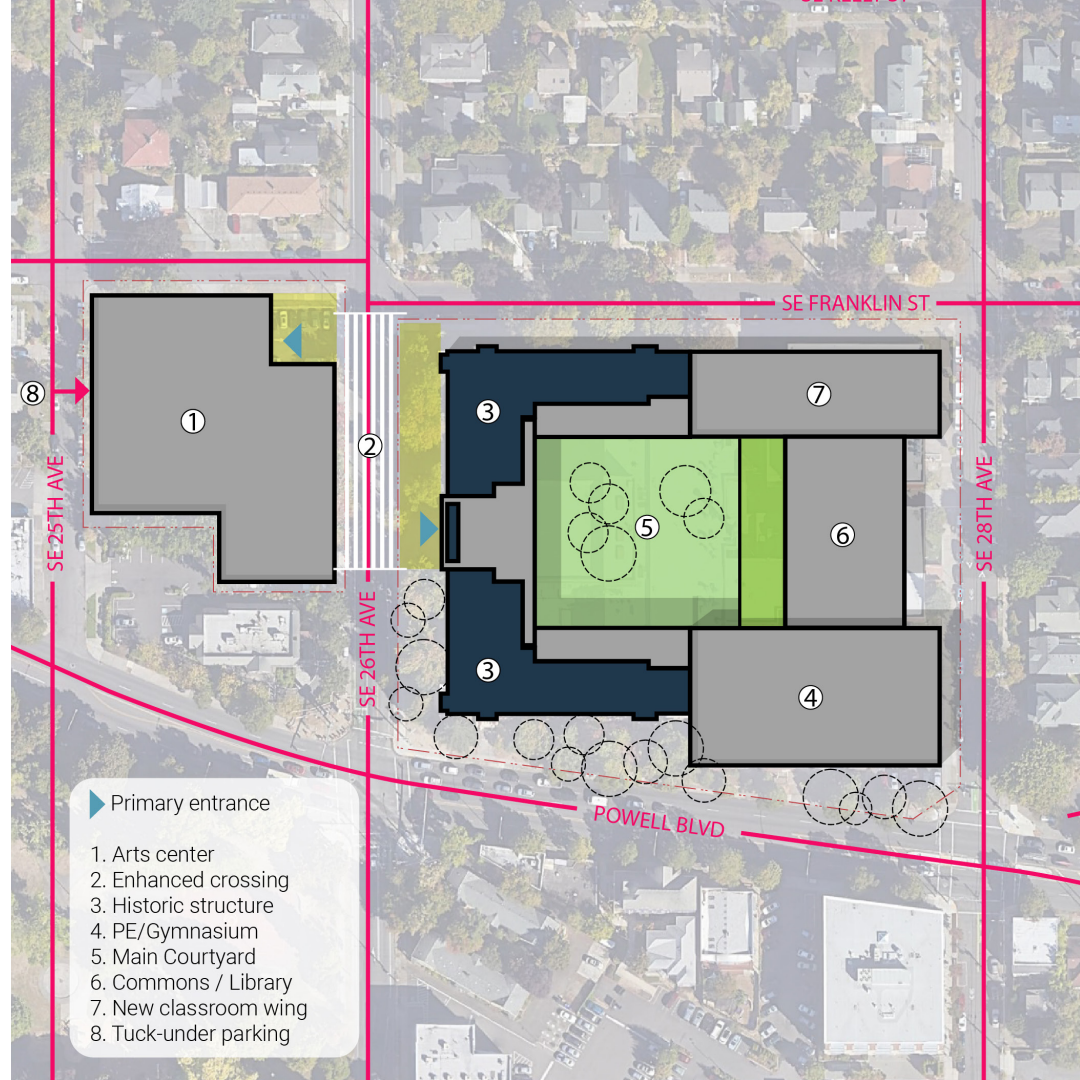 SE FRANKLIN ST
8
1
2
3
7
5
6
3
4
SE 25TH AVE
SE 26TH AVE
SE 28TH AVE
POWELL BLVD
Primary entrance
1. Arts center
2. Enhanced crossing
3. Historic structure
4. PE/Gymnasium
5. Main Courtyard
6. Commons / Library
7. New classroom wing
8. Tuck-under parking